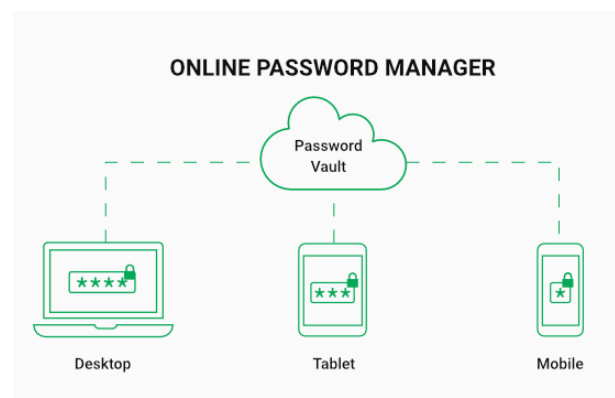 ONLINE PASSWORD MANAGER
Password
Vault
****
***
*
Desktop
Tablet
Mobile